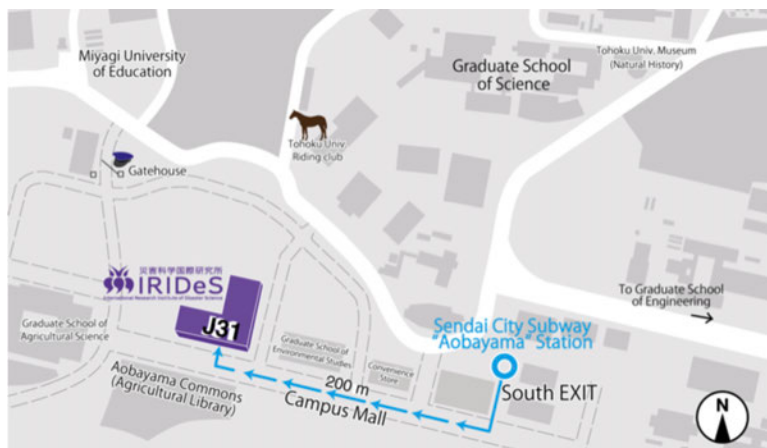 Miyagi University
of Education
Graduate School
of Science
Tohoku Univ. Museum
(Natural History)
Tohoku Univ.
Riding club
Gatehouse
災害科学国際研究所
IRIDeS
International Research Institute of Disaster Science
J31
To Graduate School
of Engineering
Sendai City Subway
"Aobayama" Station
Graduate School of
Agricultural Science
Graduate School of
Environmental Studies
Convenience
Store
Aobayama Commons
(Agricultural Library)
200 m
Campus Mall
South EXIT
N